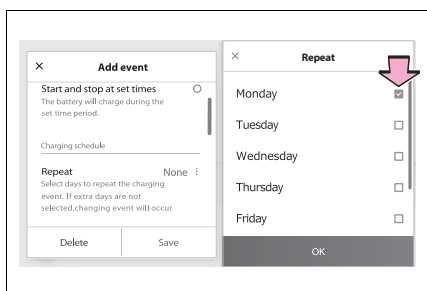 × Add event
Start and stop at set times
The battery will charge during the
set time period.
Charging schedule
Repeat None
Select days to repeat the charging
event. If extra days are not
selected,changing event will occur
Delete Save
× Repeat
Monday
Tuesday
Wednesday
Thursday
Friday
OK